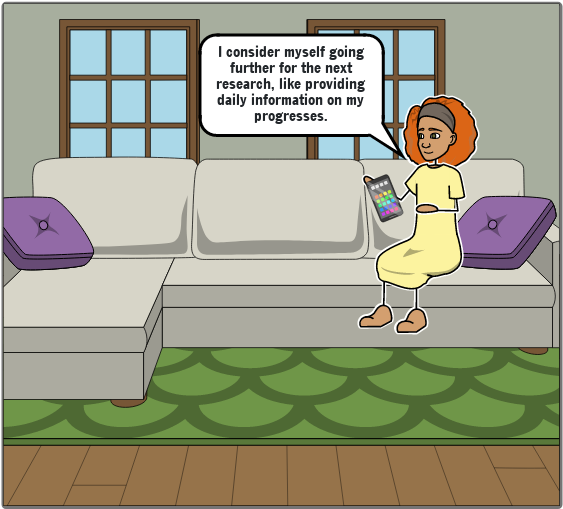 I consider myself going
further for the next
research, like providing
daily information on my
progresses.